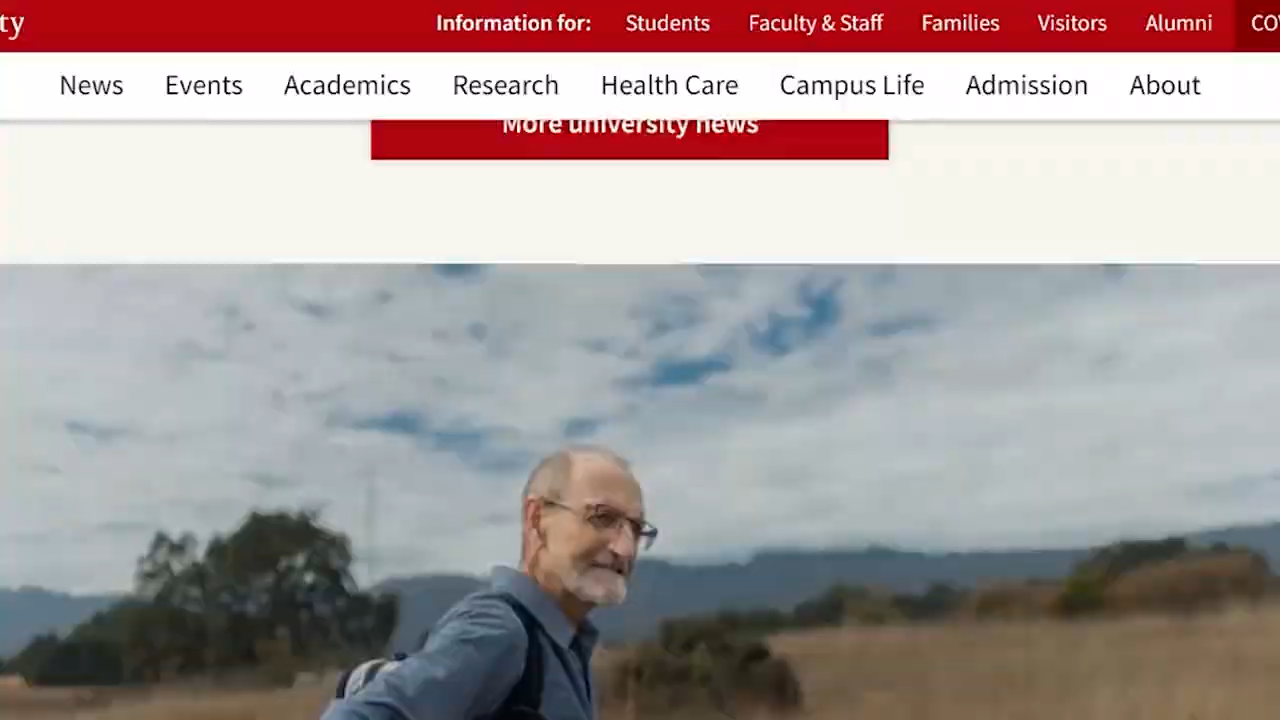 ty Information for: Students Faculty & Staff Families Visitors Alumni
News Events Academics Research Health Care Campus Life Admission About
More university news